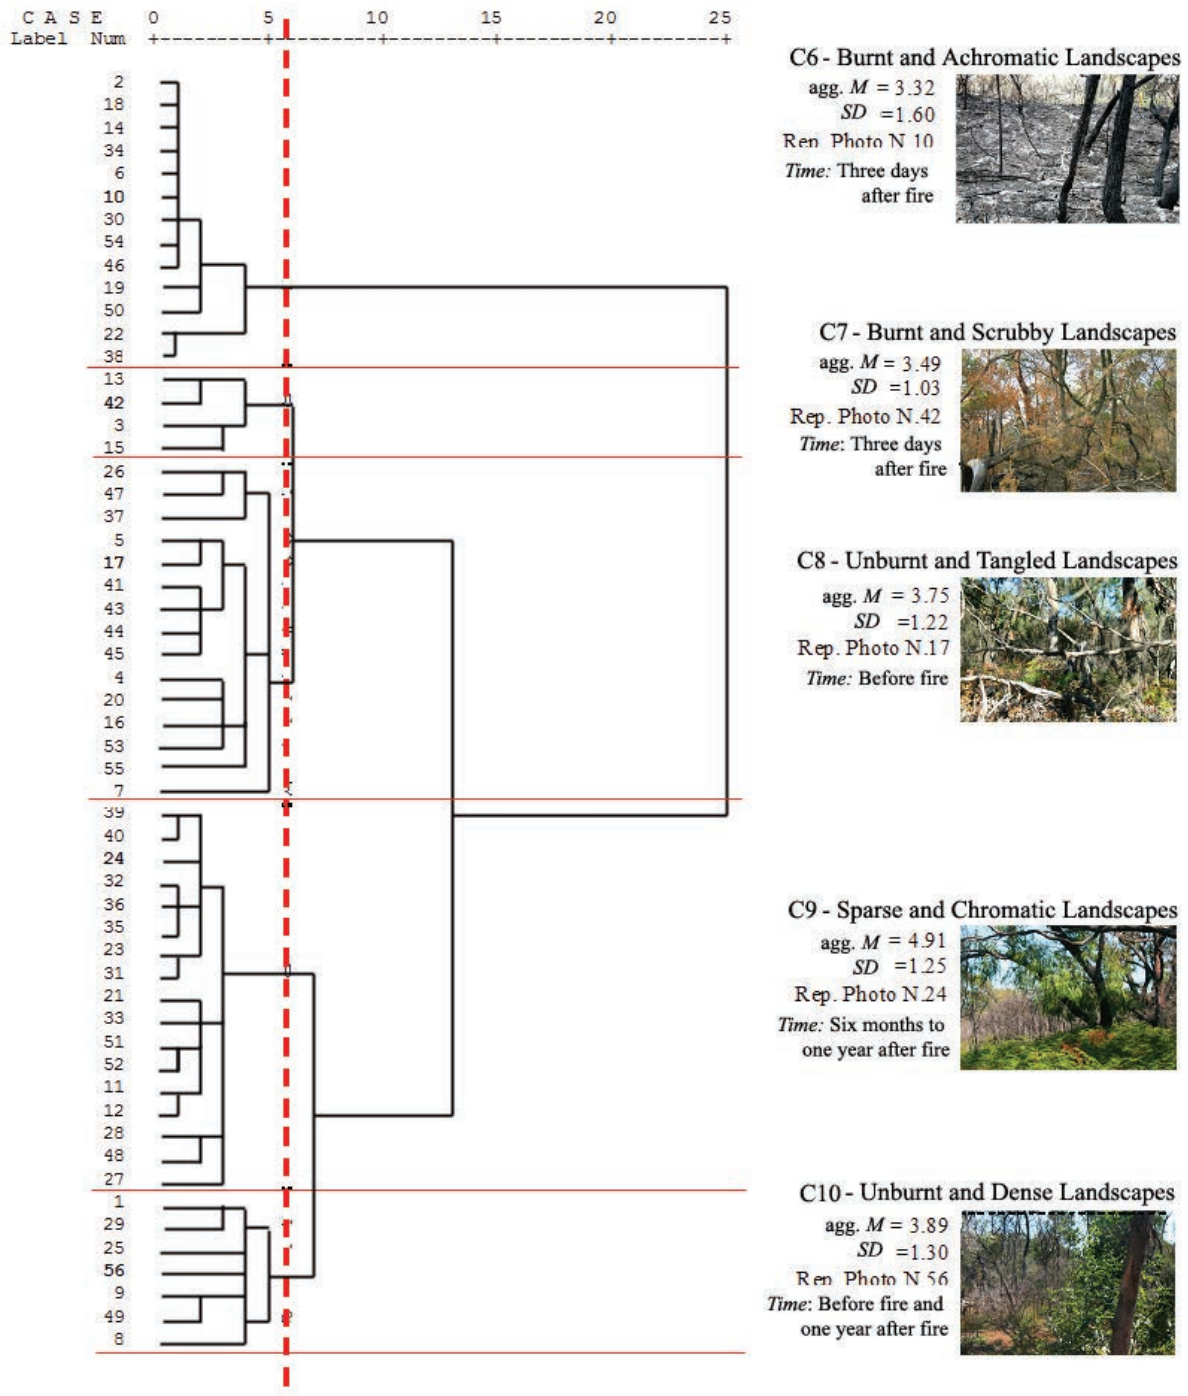 C A S E 0 5 10 15 20 25
Label Num +---------+---------+---------+---------+---------+
2
18
14
34
6
10
30
54
46
19
50
22
38
13
42
3
15
26
47
37
5
17
41
43
44
45
4
20
16
53
55
7
39
40
24
32
36
35
23
31
21
33
51
52
11
12
28
48
27
1
29
25
56
9
49
8
C6 - Burnt and Achromatic Landscapes
agg. M = 3.32
SD =1.60
Rep. Photo N.10
Time: Three days
after fire
C7 - Burnt and Scrubby Landscapes
agg. M = 3.49
SD =1.03
Rep. Photo N.42
Time: Three days
after fire
C8 - Unburnt and Tangled Landscapes
agg. M = 3.75
SD =1.22
Rep. Photo N.17
Time: Before fire
C9 - Sparse and Chromatic Landscapes
agg. M = 4.91
SD =1.25
Rep. Photo N.24
Time: Six months to
one year after fire
C10 - Unburnt and Dense Landscapes
agg. M = 3.89
SD =1.30
Rep. Photo N.56
Time: Before fire and
one year after fire